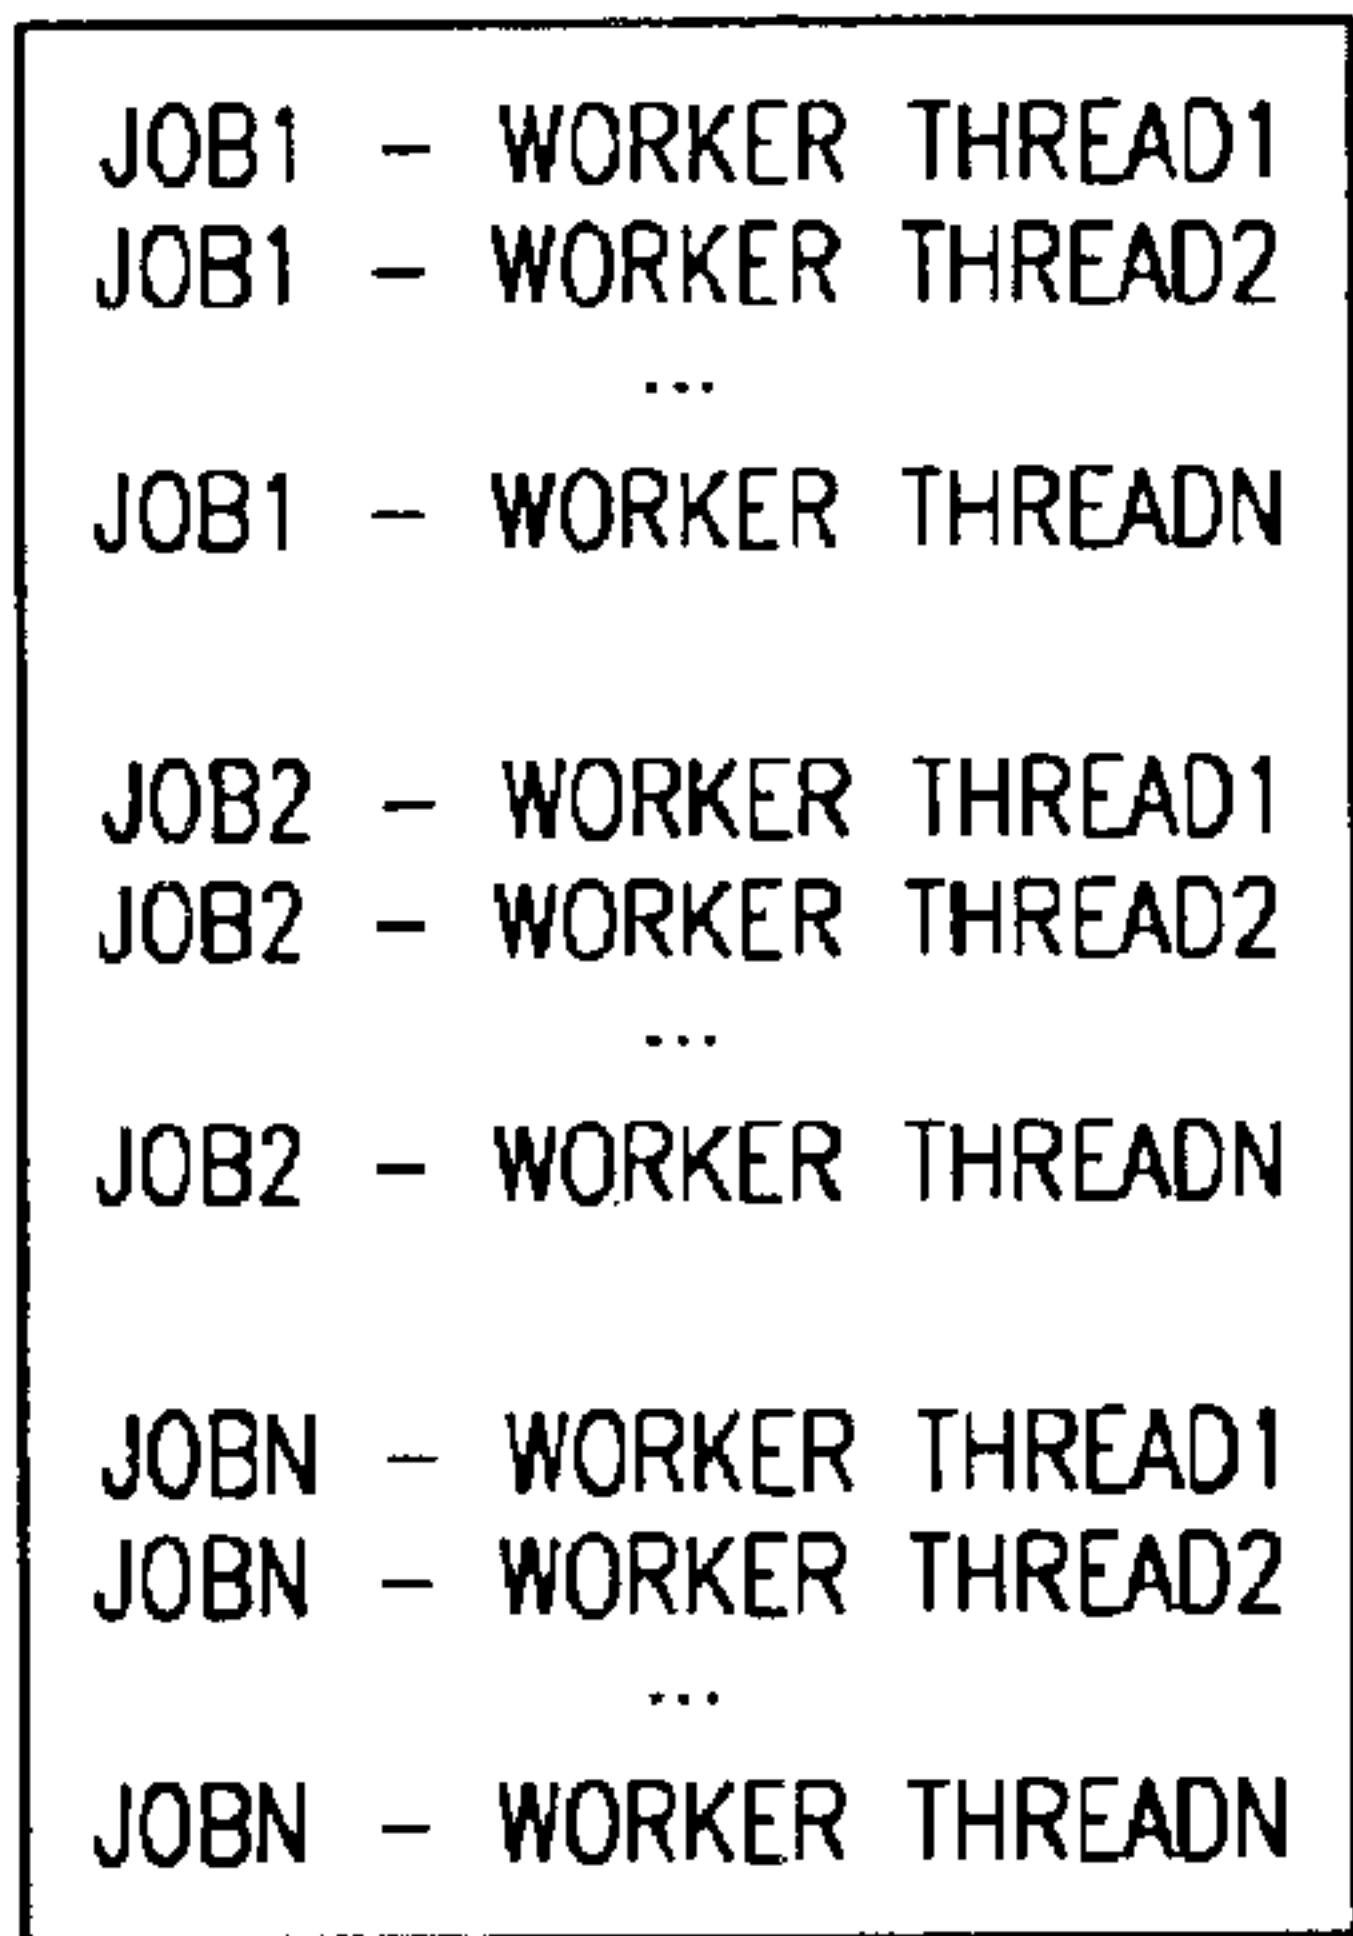 JOB1 - WORKER THREAD1
JOB1 - WORKER THREAD2
...
JOB1 - WORKER THREADN
JOB2 - WORKER THREAD1
JOB2 - WORKER THREAD2
...
JOB2 - WORKER THREADN
JOBN - WORKER THREAD1
JOBN - WORKER THREAD2
...
JOBN - WORKER THREADN